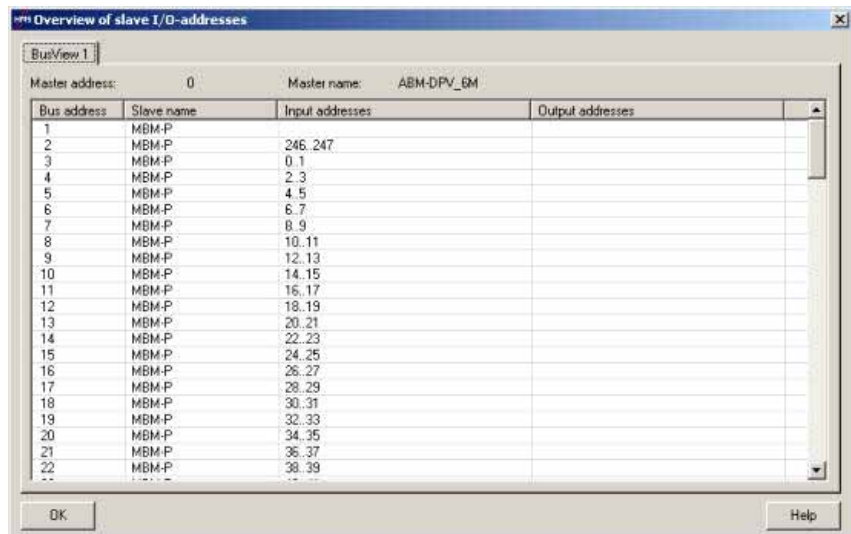 Overview of slave I/O-addresses
BusView 1
Master address: 0 Master name: ABM-DPV_6M
Bus address Slave name Input addresses Output addresses
1 MBM-P
2 MBM-P 246..247
3 MBM-P 0..1
4 MBM-P 2..3
5 MBM-P 4..5
6 MBM-P 6..7
7 MBM-P 8..9
8 MBM-P 10..11
9 MBM-P 12..13
10 MBM-P 14..15
11 MBM-P 16..17
12 MBM-P 18..19
13 MBM-P 20..21
14 MBM-P 22..23
15 MBM-P 24..25
16 MBM-P 26..27
17 MBM-P 28..29
18 MBM-P 30..31
19 MBM-P 32..33
20 MBM-P 34..35
21 MBM-P 36..37
22 MBM-P 38..39
OK Help